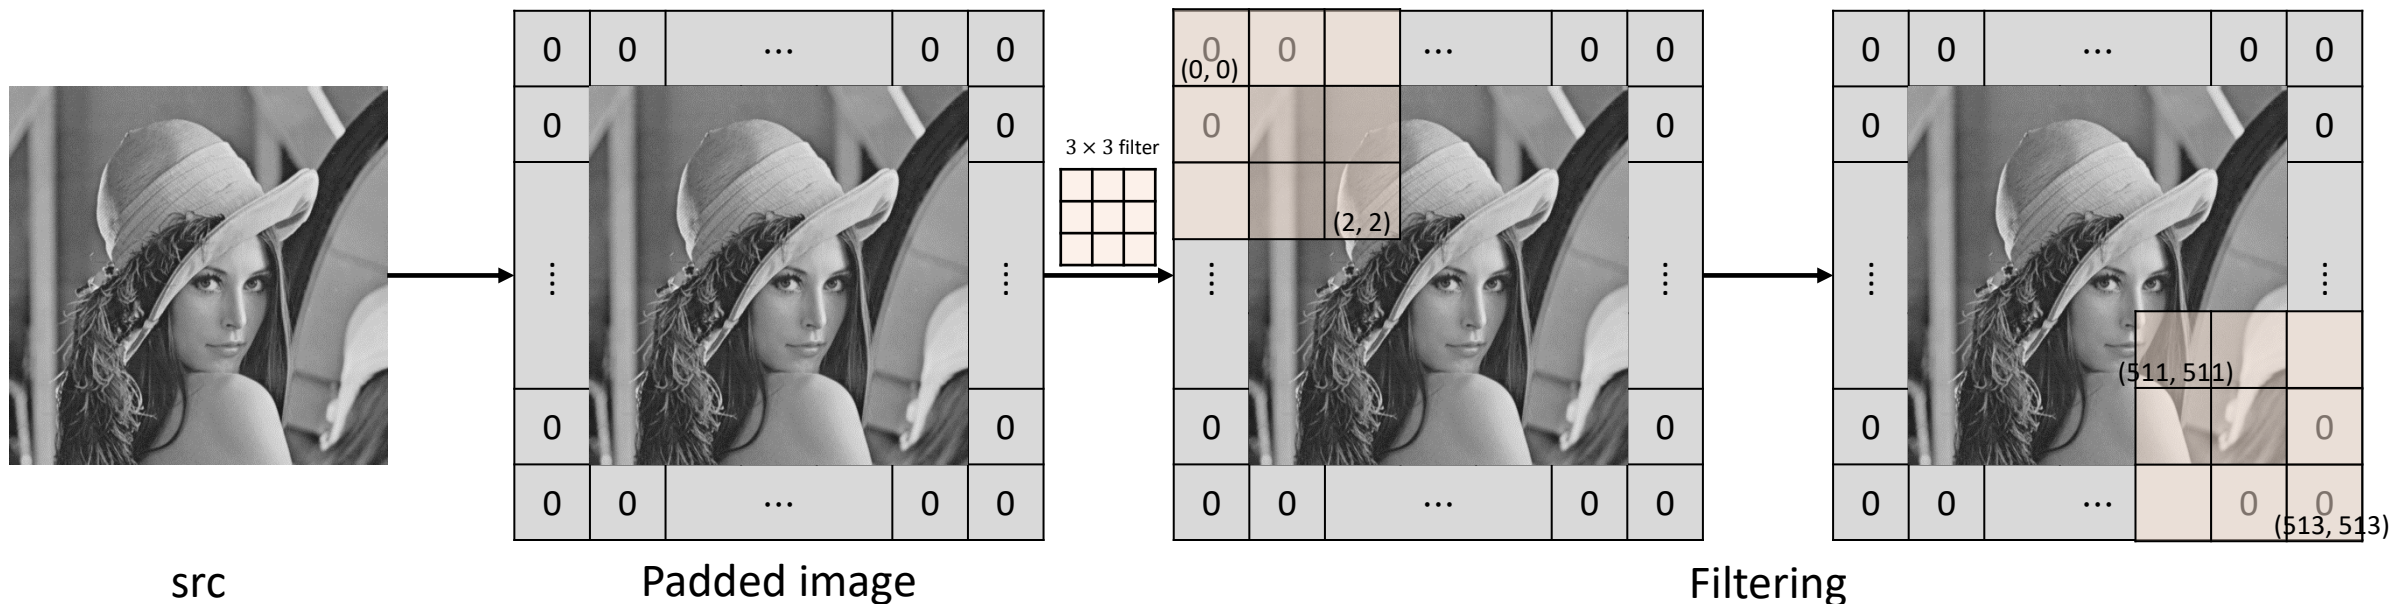 0 0 ... 0 0
0 0
⋮ ⋮
0 0
0 0 ... 0 0
3 × 3 filter
0 0 ... 0 0
(0, 0)
0 0
(2, 2)
⋮ ⋮
0 0
0 0 ... 0 0
0 0 ... 0 0
0 0
⋮ ⋮
(511, 511)
0 0
0 0 ... 0 0
(513, 513)
src
Padded image
Filtering